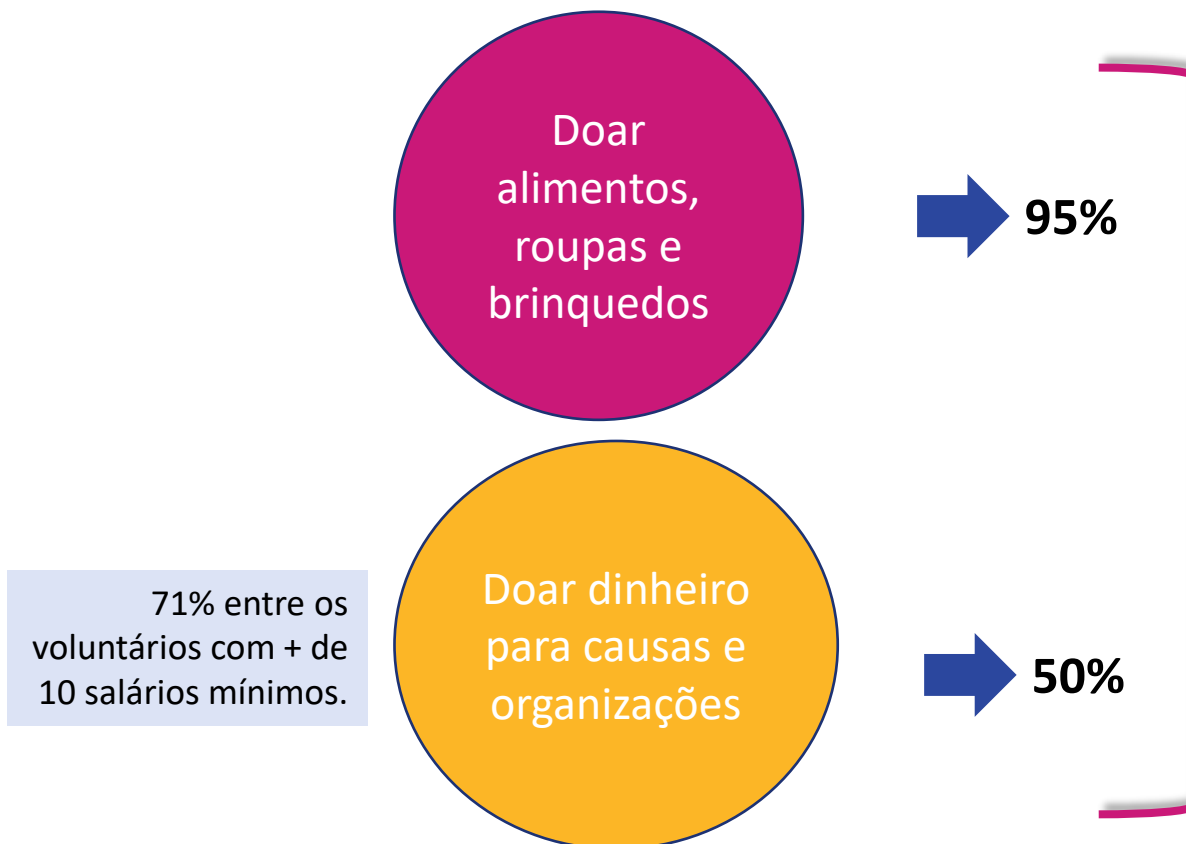 Doar
alimentos,
roupas e
brinquedos
95%
71% entre os
voluntários com + de
10 salários mínimos.
Doar dinheiro
para causas e
organizações
50%